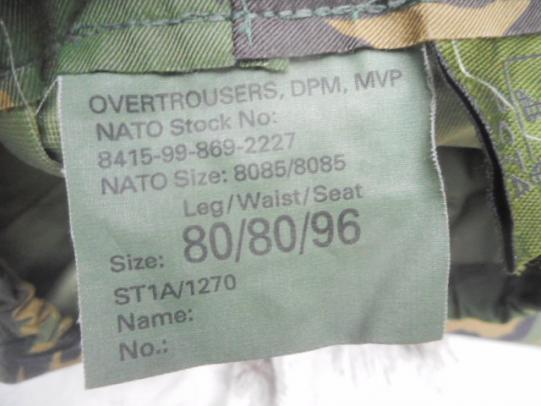 OVERTROUSERS, DPM, MVP
NATO Stock No:
8415-99-869-2227
NATO Size: 8085/8085
Leg/Waist/Seat
Size: 80/80/96
ST1A/1270
Name:
No.: